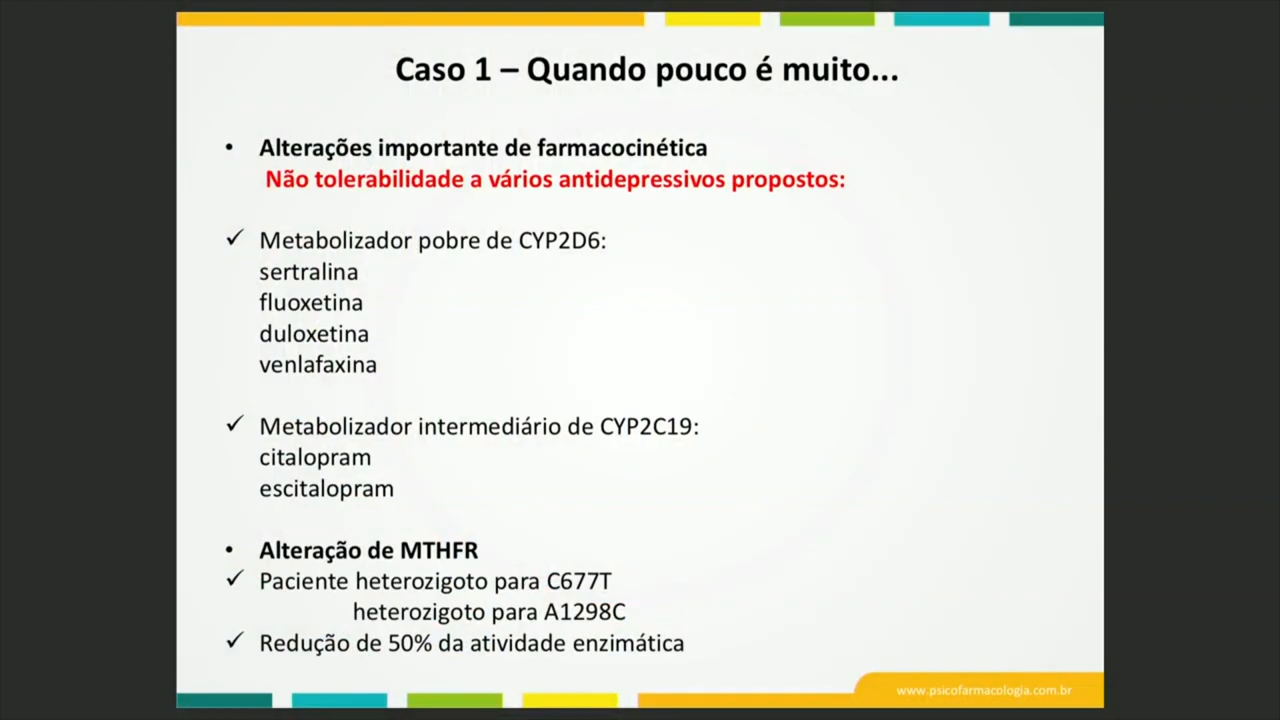 Caso 1 – Quando pouco é muito...
• Alterações importante de farmacocinética
Não tolerabilidade a vários antidepressivos propostos:
✓ Metabolizador pobre de CYP2D6:
sertralina
fluoxetina
duloxetina
venlafaxina
✓ Metabolizador intermediário de CYP2C19:
citalopram
escitalopram
• Alteração de MTHFR
✓ Paciente heterozigoto para C677T
heterozigoto para A1298C
✓ Redução de 50% da atividade enzimática
www.psicofarmacologia.com.br